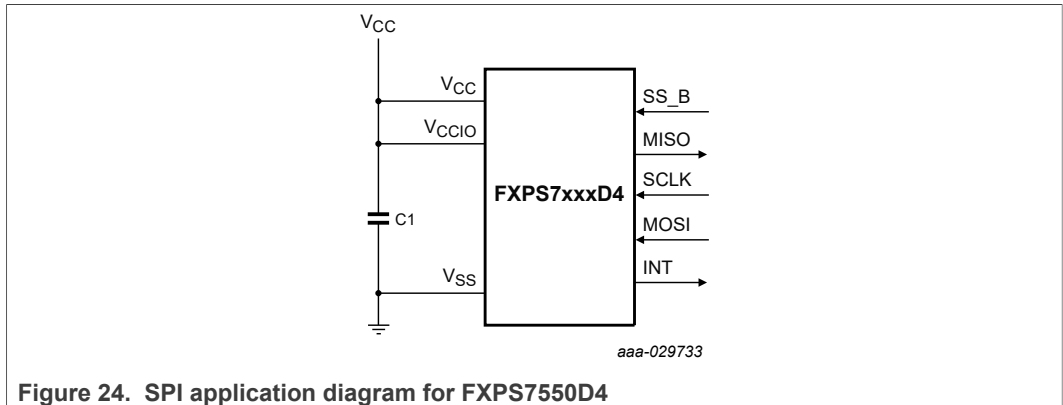 VCC
VCC
SS_B
VCCIO
MISO
FXPS7xxxD4
SCLK
C1
MOSI
VSS
INT
aaa-029733
Figure 24. SPI application diagram for FXPS7550D4